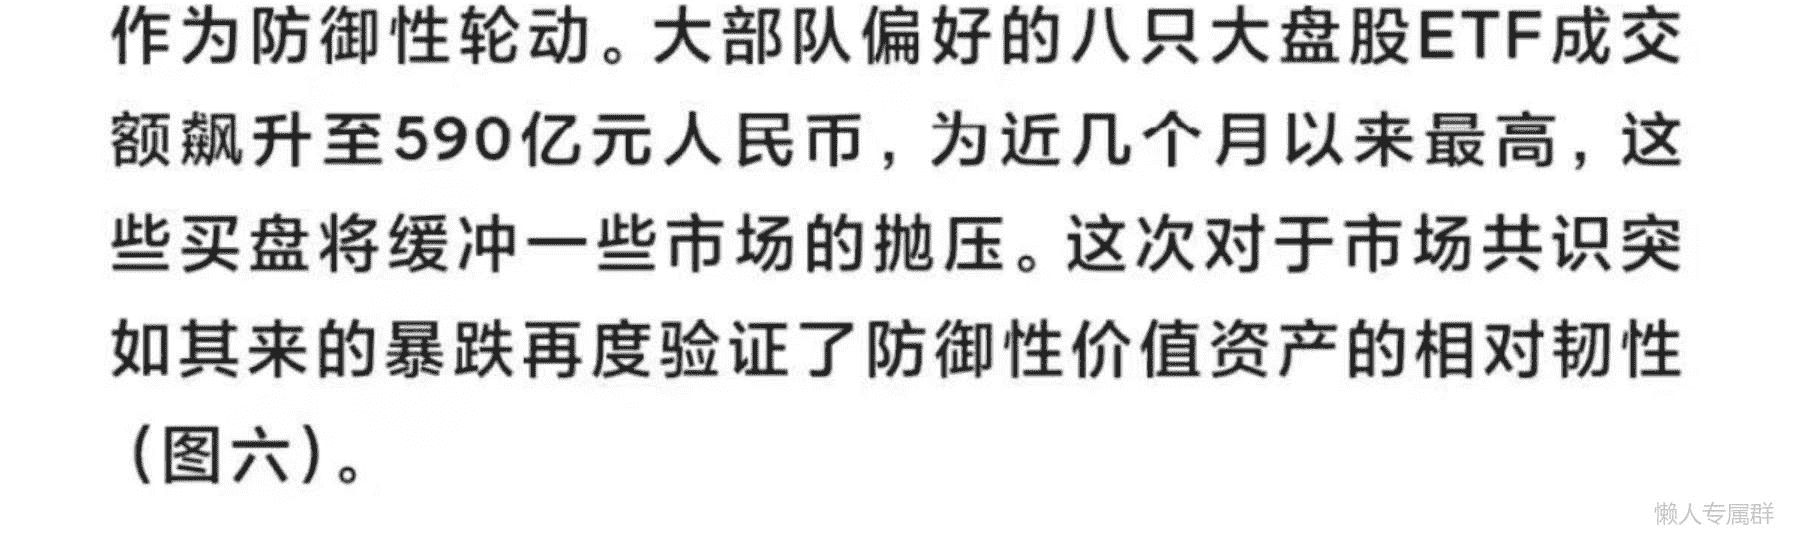 作为防御性轮动。大部队偏好的八只大盘股ETF成交
额飙升至590亿元人民币，为近几个月以来最高，这
些买盘将缓冲一些市场的抛压。这次对于市场共识突
如其来的暴跌再度验证了防御性价值资产的相对韧性
（图六）。
懒人专属群